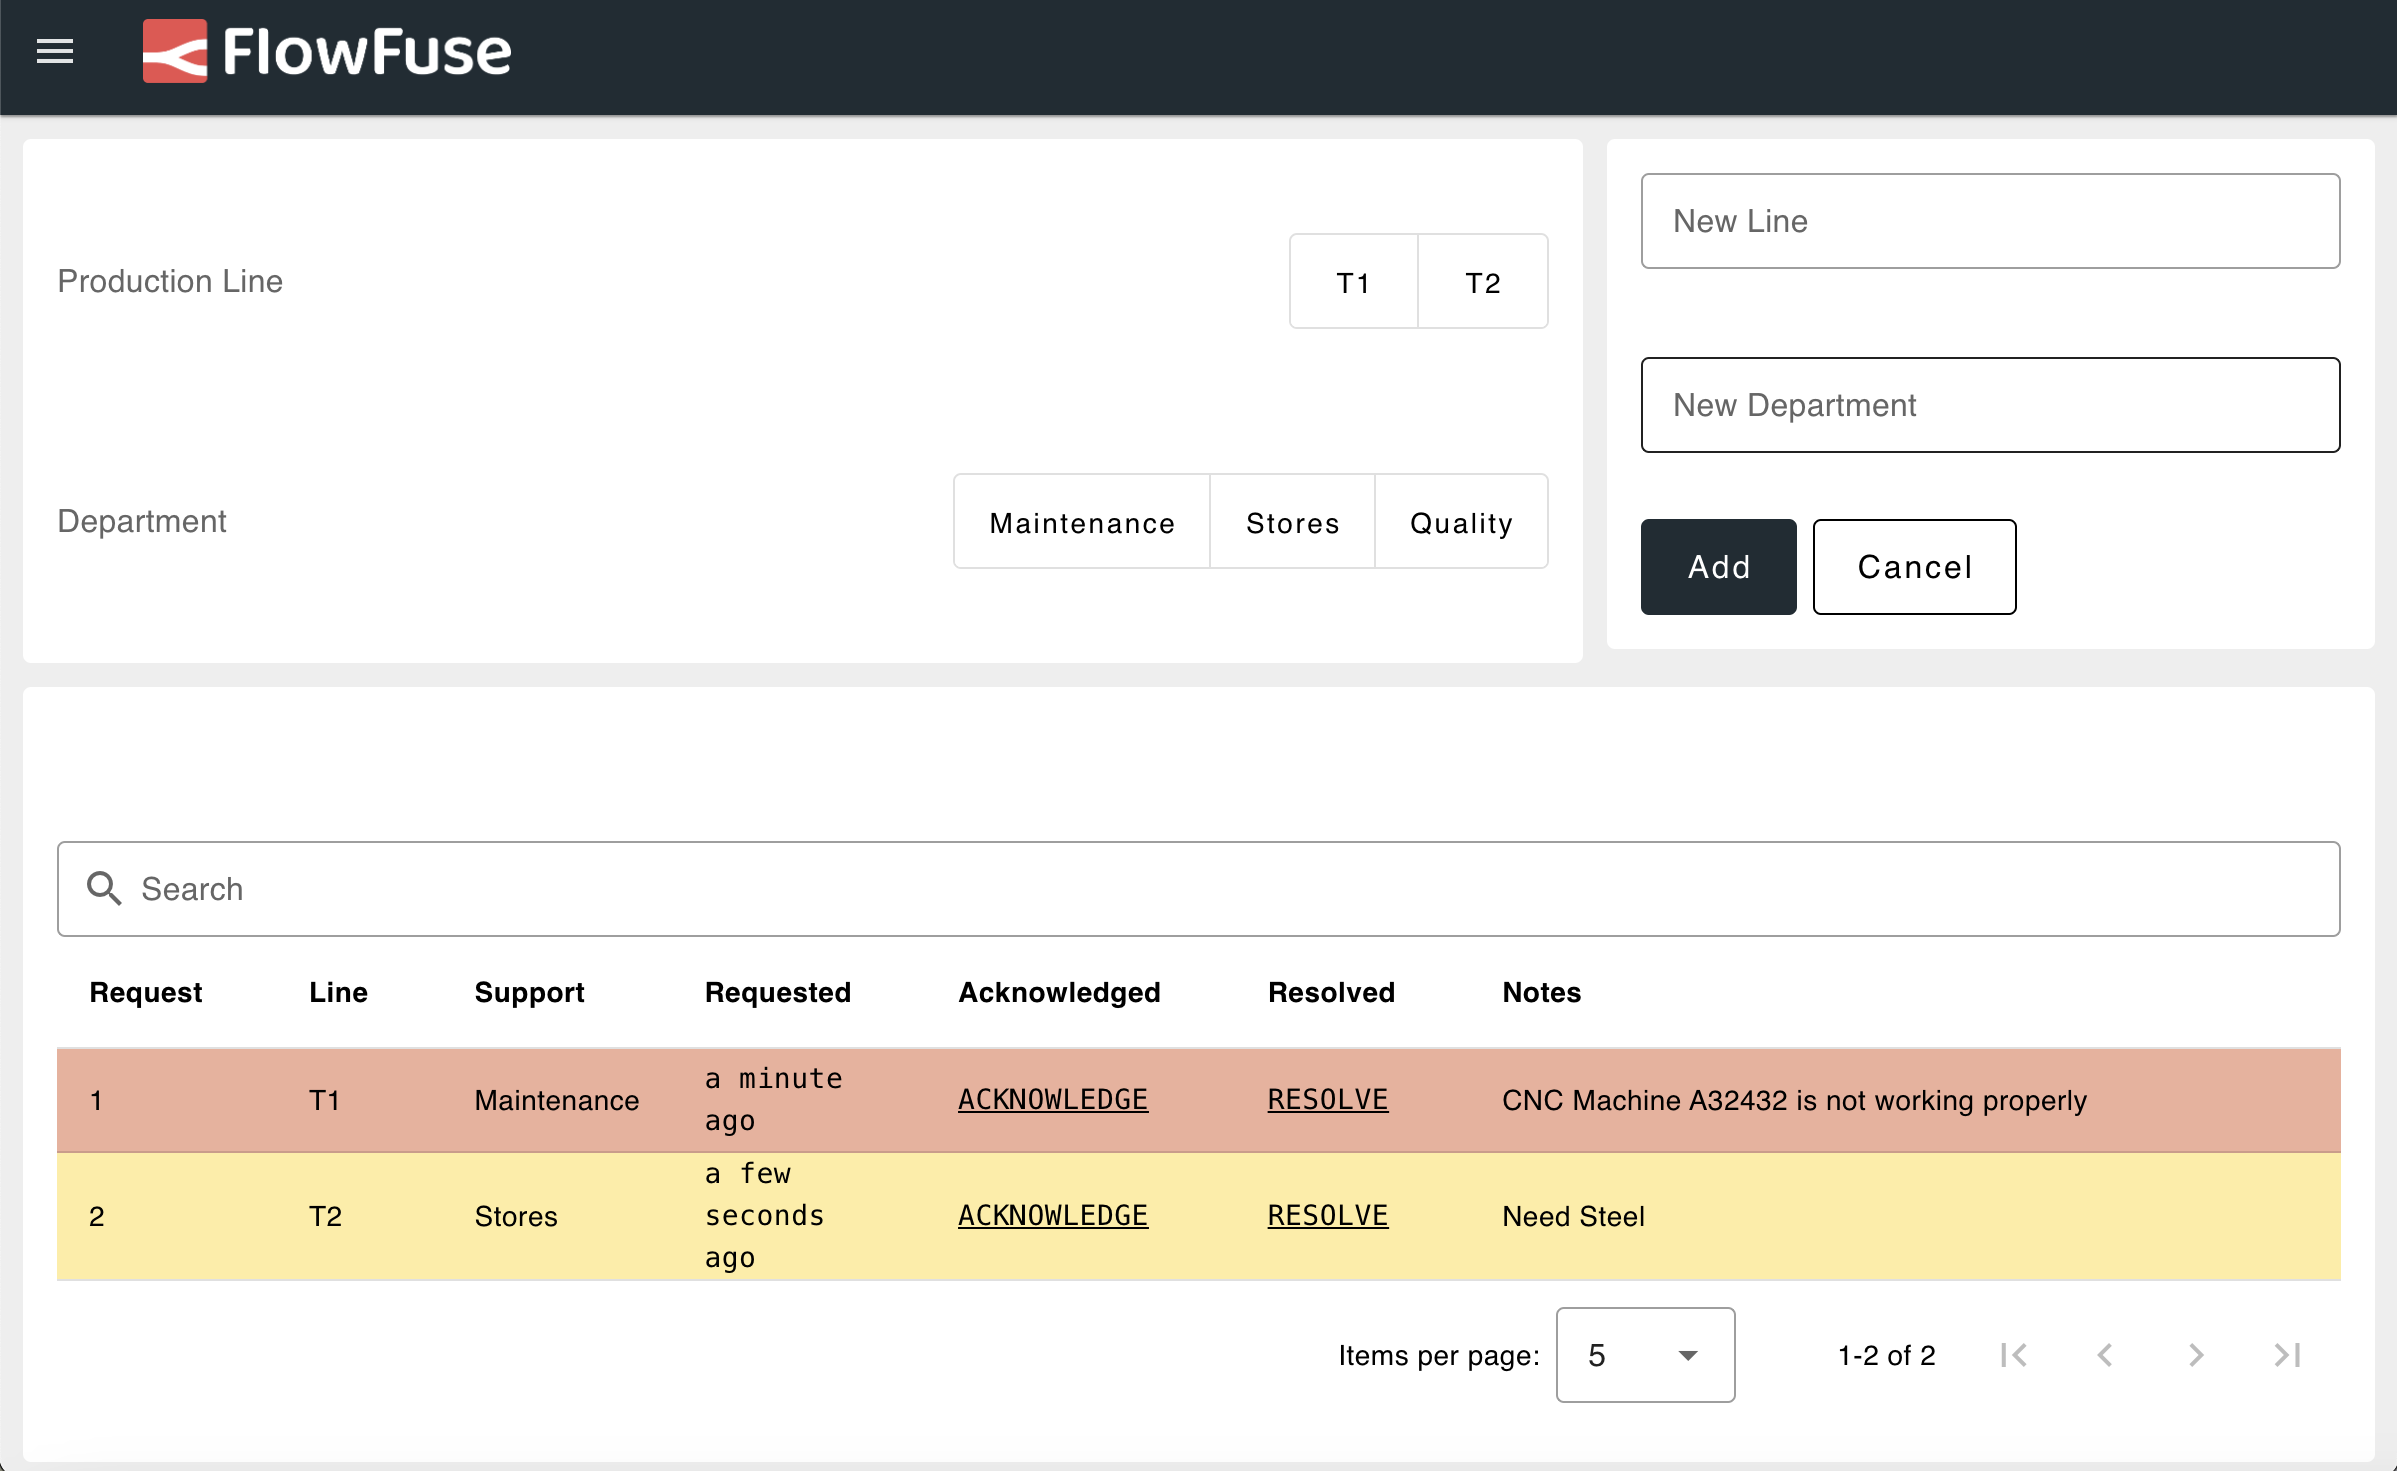 FlowFuse
Production Line
T1
T2
Department
Maintenance
Stores
Quality
New Line
New Department
Add
Cancel
Search
Request Line Support Requested Acknowledged Resolved Notes
1 T1 Maintenance a minute ago ACKNOWLEDGE RESOLVE CNC Machine A32432 is not working properly
2 T2 Stores a few seconds ago ACKNOWLEDGE RESOLVE Need Steel
Items per page: 5 1-2 of 2